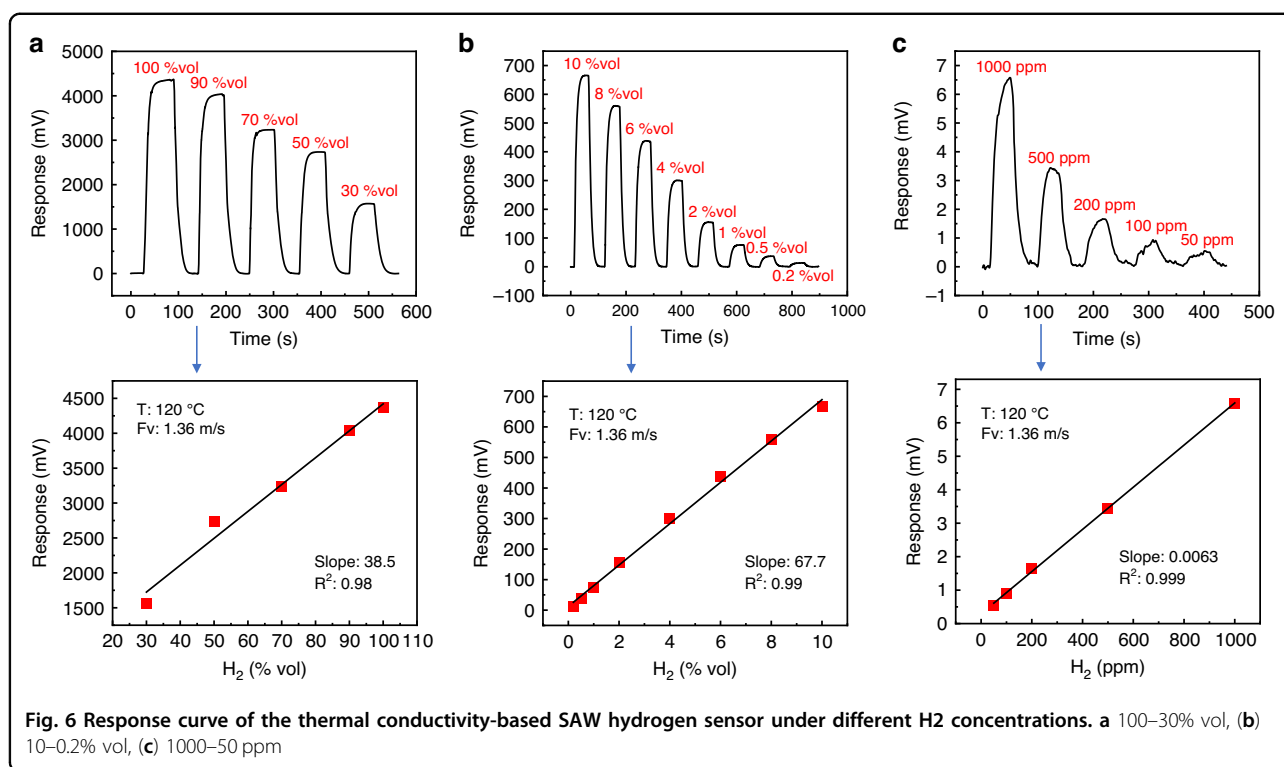 a
5000
4000
3000
2000
1000
0
Response (mV)
100 %vol
90 %vol
70 %vol
50 %vol
30 %vol
0 100 200 300 400 500 600
Time (s)
b
700
600
500
400
300
200
100
0
−100
Response (mV)
10 %vol
8 %vol
6 %vol
4 %vol
2 %vol
1 %vol
0.5 %vol
0.2 %vol
0 200 400 600 800 1000
Time (s)
c
7
6
5
4
3
2
1
0
−1
Response (mV)
1000 ppm
500 ppm
200 ppm
100 ppm
50 ppm
0 100 200 300 400 500
Time (s)
4500
4000
3500
3000
2500
2000
1500
Response (mV)
T: 120 °C
Fv: 1.36 m/s
Slope: 38.5
R²: 0.98
20 30 40 50 60 70 80 90 100 110
H₂ (% vol)
700
600
500
400
300
200
100
0
Response (mV)
T: 120 °C
Fv: 1.36 m/s
Slope: 67.7
R²: 0.99
0 2 4 6 8 10
H₂ (% vol)
7
6
5
4
3
2
1
0
Response (mV)
T: 120 °C
Fv: 1.36 m/s
Slope: 0.0063
R²: 0.999
0 200 400 600 800 1000
H₂ (ppm)
Fig. 6 Response curve of the thermal conductivity-based SAW hydrogen sensor under different H2 concentrations. a 100–30% vol, (b)
10–0.2% vol, (c) 1000–50 ppm